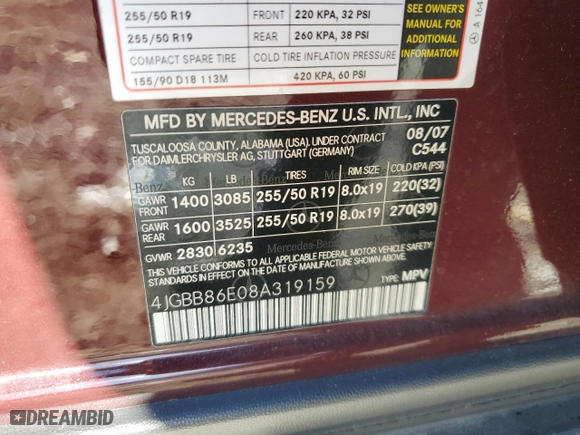 255/50 R19 FRONT 220 KPA, 32 PSI
255/50 R19 REAR 260 KPA, 38 PSI
COMPACT SPARE TIRE COLD TIRE INFLATION PRESSURE
155/90 D18 113M 420 KPA, 60 PSI
SEE OWNER'S
MANUAL FOR
ADDITIONAL
INFORMATION
A 164
MFD BY MERCEDES-BENZ U.S. INTL., INC
TUSCALOOSA COUNTY, ALABAMA (USA), UNDER CONTRACT 08/07
FOR DAIMLERCHRYSLER AG, STUTTGART (GERMANY) C544
KG LB TIRES RIM SIZE COLD KPA (PSI)
GAWR FRONT 1400 3085 255/50 R19 8.0x19 220(32)
GAWR REAR 1600 3525 255/50 R19 8.0x19 270(39)
GVWR 2830 6235
THIS VEHICLE CONFORMS TO ALL APPLICABLE FEDERAL MOTOR VEHICLE SAFETY
STANDARDS IN EFFECT ON THE DATE OF MANUFACTURE SHOWN ABOVE.
4JGBB86E08A319159 TYPE: MPV
Benz
Mercedes-Benz
DREAMBID